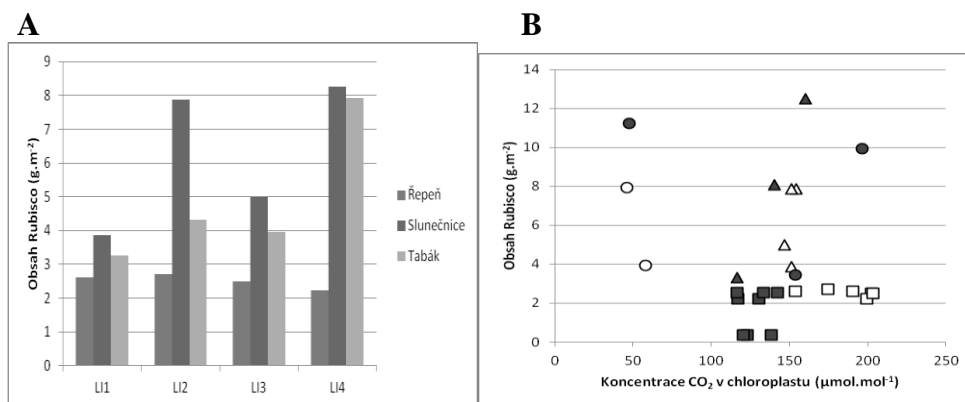 A
B
Obsah Rubisco (g.m-2)
9
8
7
6
5
4
3
2
1
0
LI1
LI2
LI3
LI4
Řepeň
Slunečnice
Tabák
Obsah Rubisco (g.m-2)
14
12
10
8
6
4
2
0
0
50
100
150
200
250
Koncentrace CO2 v chloroplastu (μmol.mol-1)